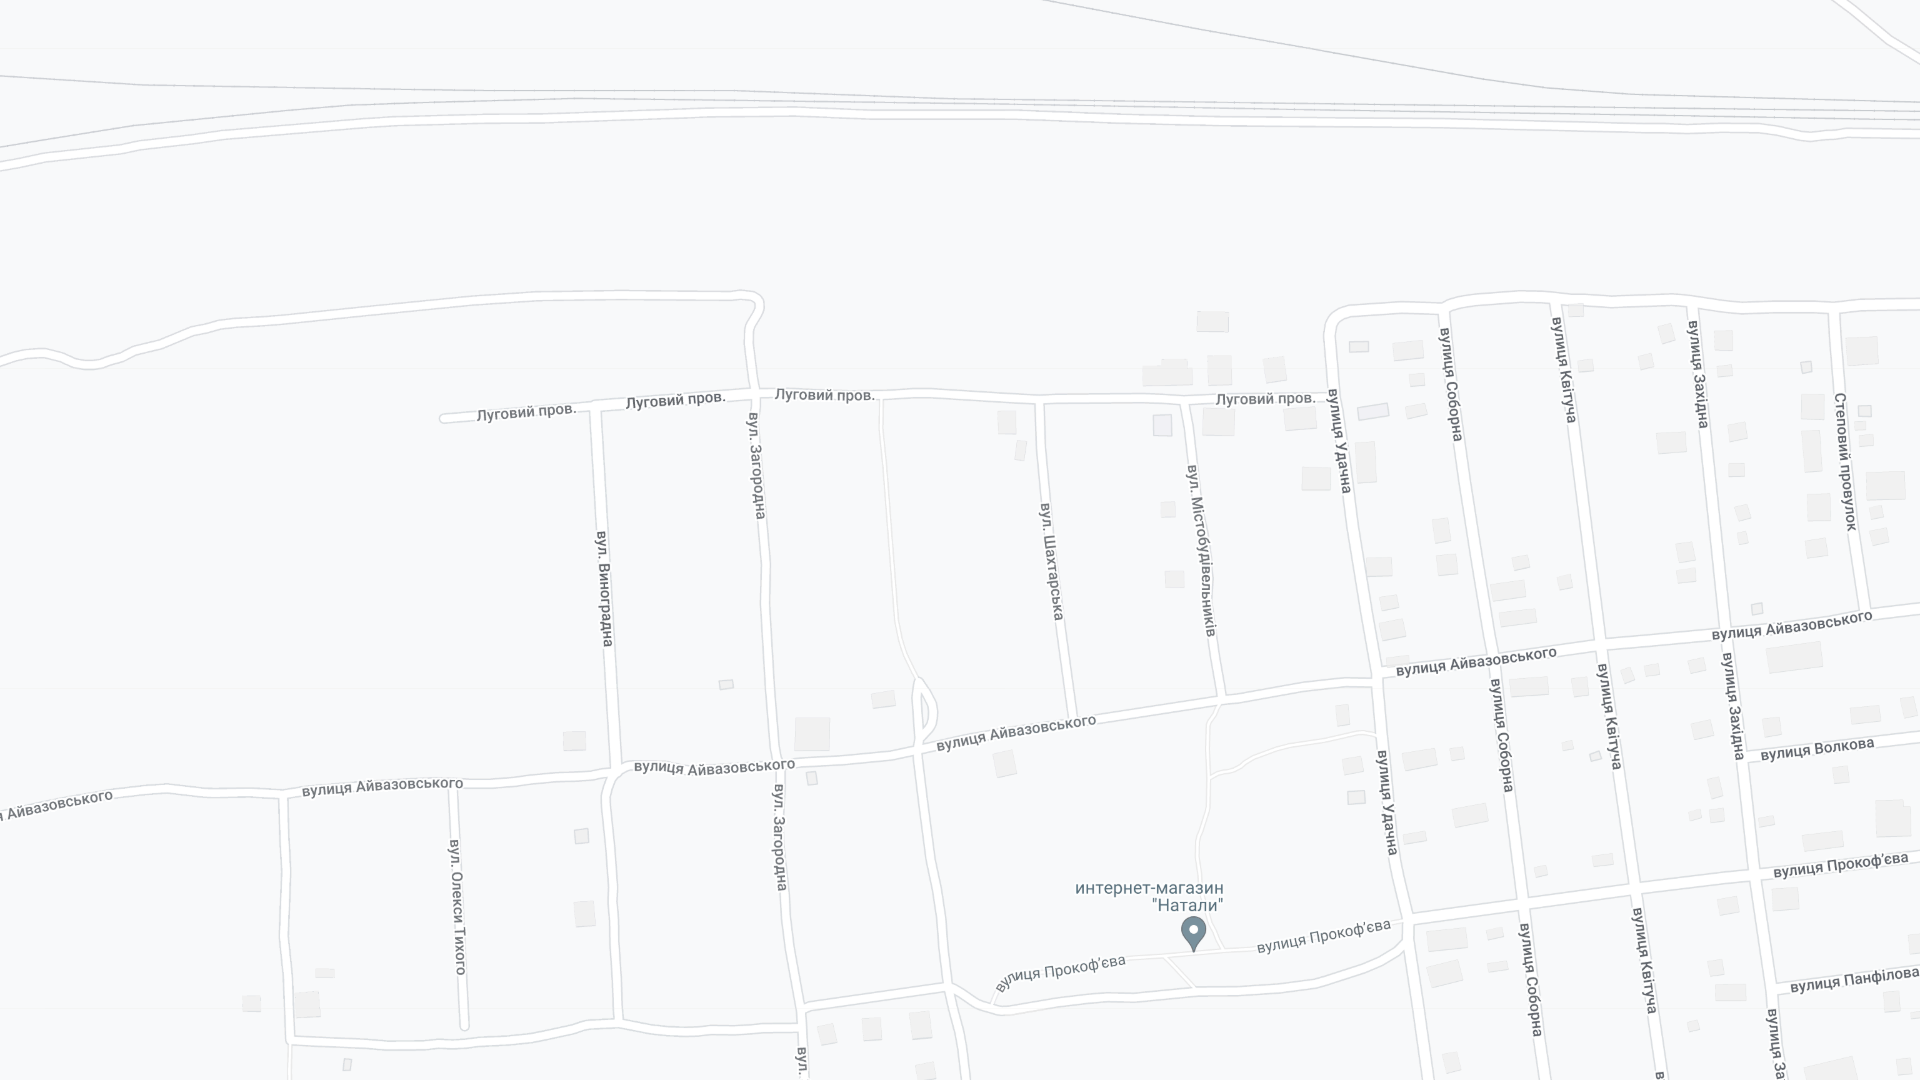 Луговий пров.
Луговий пров.
Луговий пров.
Луговий пров.
вулиця Удачна
вулиця Соборна
вулиця Квітуча
вулиця Західна
Степовий провулок
вул. Загородна
вул. Виноградна
вул. Шахтарська
вул. Містобудівельників
вулиця Айвазовського
вулиця Айвазовського
вулиця Айвазовського
вулиця Айвазовського
вулиця Айвазовського
я Айвазовського
вулиця Соборна
вулиця Квітуча
вулиця Західна
вулиця Волкова
вулиця Удачна
вул. Загородна
вул. Олекси Тихого
вулиця Прокоф'єва
интернет-магазин
"Натали"
вулиця Прокоф'єва
вулиця Прокоф'єва
вулиця Соборна
вулиця Квітуча
вулиця Панфілова
вулиця За
вул.
в